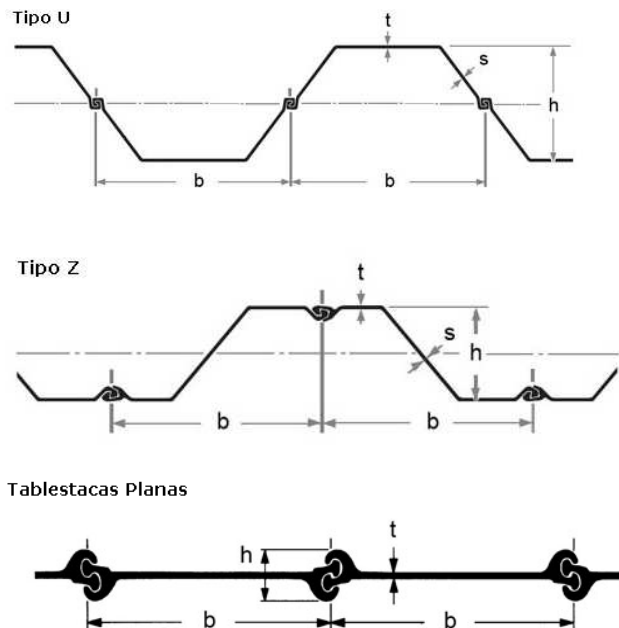 Tipo U
t
s
h
b b
Tipo Z
t
s
h
b b
Tablestacas Planas
h t
b b